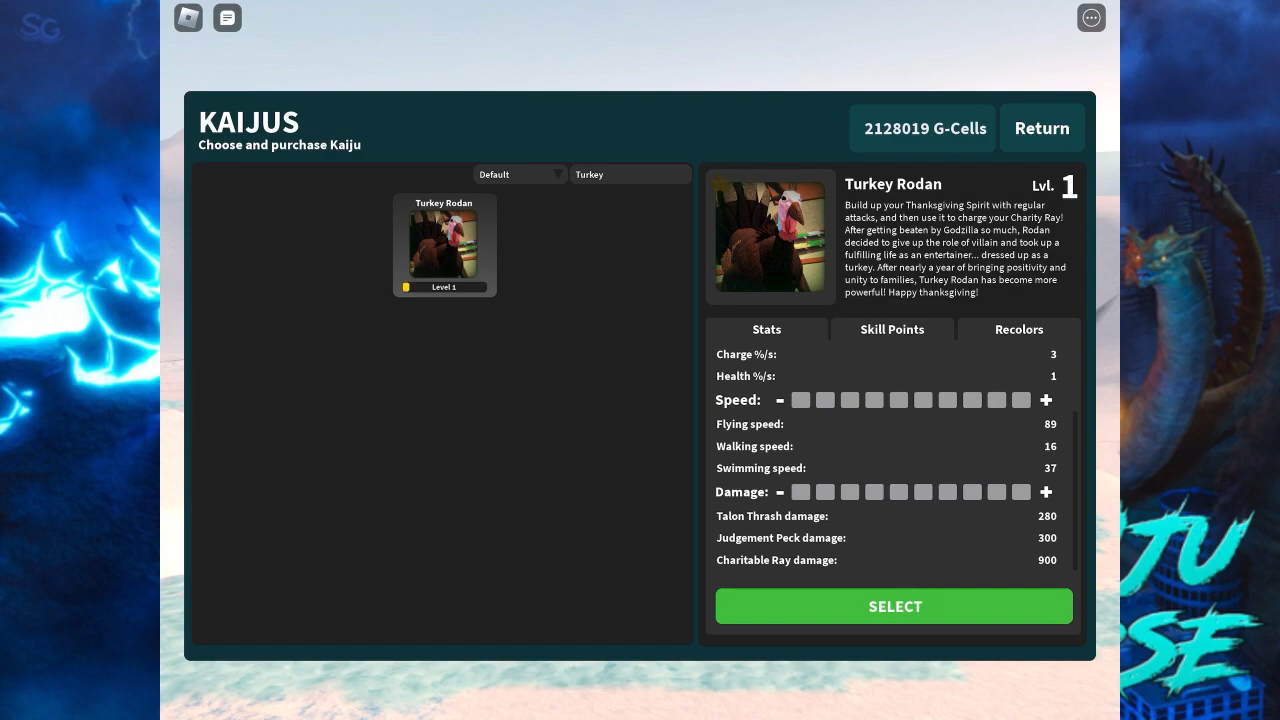 SG
KAIJUS
Choose and purchase Kaiju
2128019 G-Cells
Return
Default
Turkey
Turkey Rodan
Level 1
Turkey Rodan
Lvl. 1
Build up your Thanksgiving Spirit with regular
attacks, and then use it to charge your Charity Ray!
After getting beaten by Godzilla so much, Rodan
decided to give up the role of villain and took up a
fulfilling life as an entertainer... dressed up as a
turkey. After nearly a year of bringing positivity and
unity to families, Turkey Rodan has become more
powerful! Happy thanksgiving!
Stats
Skill Points
Recolors
Charge %/s: 3
Health %/s: 1
Speed: - +
Flying speed: 89
Walking speed: 16
Swimming speed: 37
Damage: - +
Talon Thrash damage: 280
Judgement Peck damage: 300
Charitable Ray damage: 900
SELECT